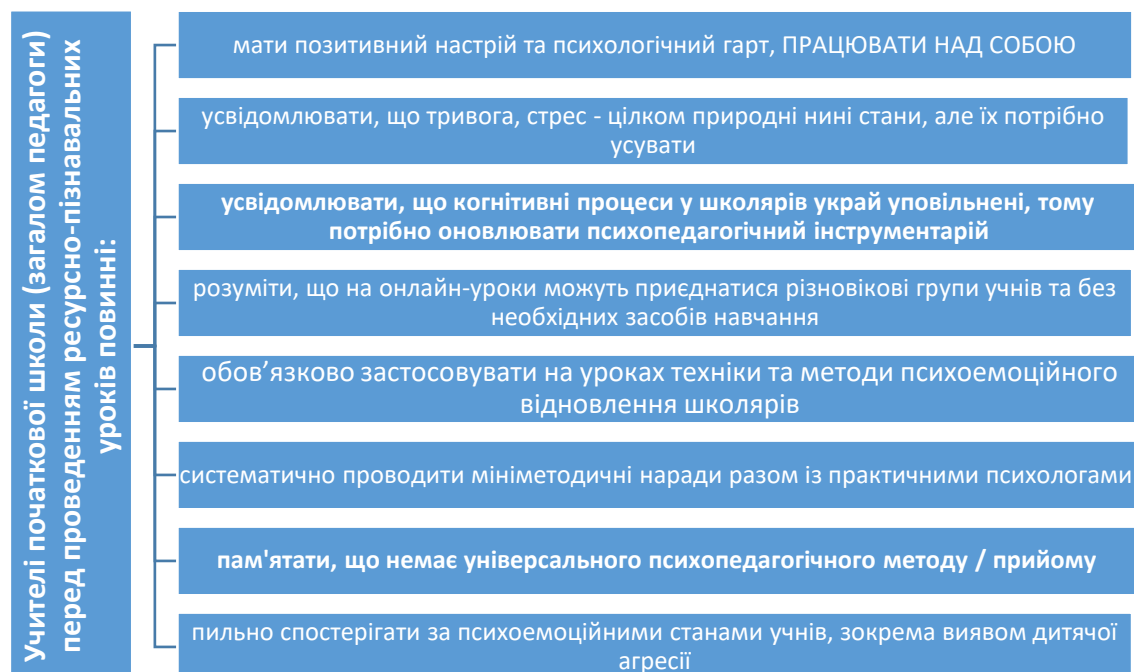 Учителі початкової школи (загалом педагоги)
перед проведенням ресурсно-пізнавальних
уроків повинні:
мати позитивний настрій та психологічний гарт, ПРАЦЮВАТИ НАД СОБОЮ
усвідомлювати, що тривога, стрес - цілком природні нині стани, але їх потрібно
усувати
усвідомлювати, що когнітивні процеси у школярів украй уповільнені, тому
потрібно оновлювати психопедагогічний інструментарій
розуміти, що на онлайн-уроки можуть приєднатися різновікові групи учнів та без
необхідних засобів навчання
обов’язково застосовувати на уроках техніки та методи психоемоційного
відновлення школярів
систематично проводити мініметодичні наради разом із практичними психологами
пам'ятати, що немає універсального психопедагогічного методу / прийому
пильно спостерігати за психоемоційними станами учнів, зокрема виявом дитячої
агресії